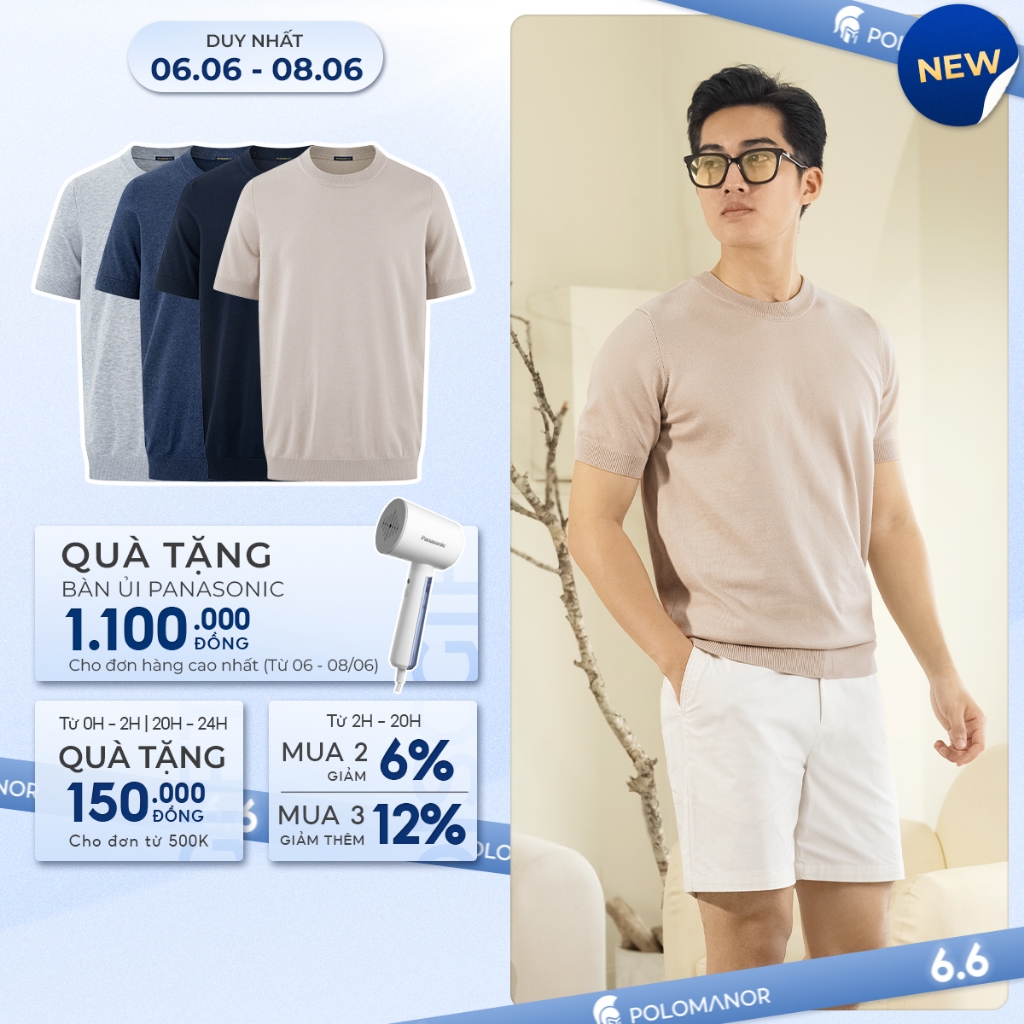 DUY NHẤT
06.06 - 08.06
POL
NEW
QUÀ TẶNG
BÀN ỦI PANASONIC
1.100.000 ĐỒNG
Cho đơn hàng cao nhất (Từ 06 - 08/06)
Panasonic
Từ 0H - 2H | 20H - 24H
QUÀ TẶNG
150.000 ĐỒNG
Cho đơn từ 500K
Từ 2H - 20H
MUA 2 GIẢM 6%
MUA 3 GIẢM THÊM 12%
POLOMANOR
6.6